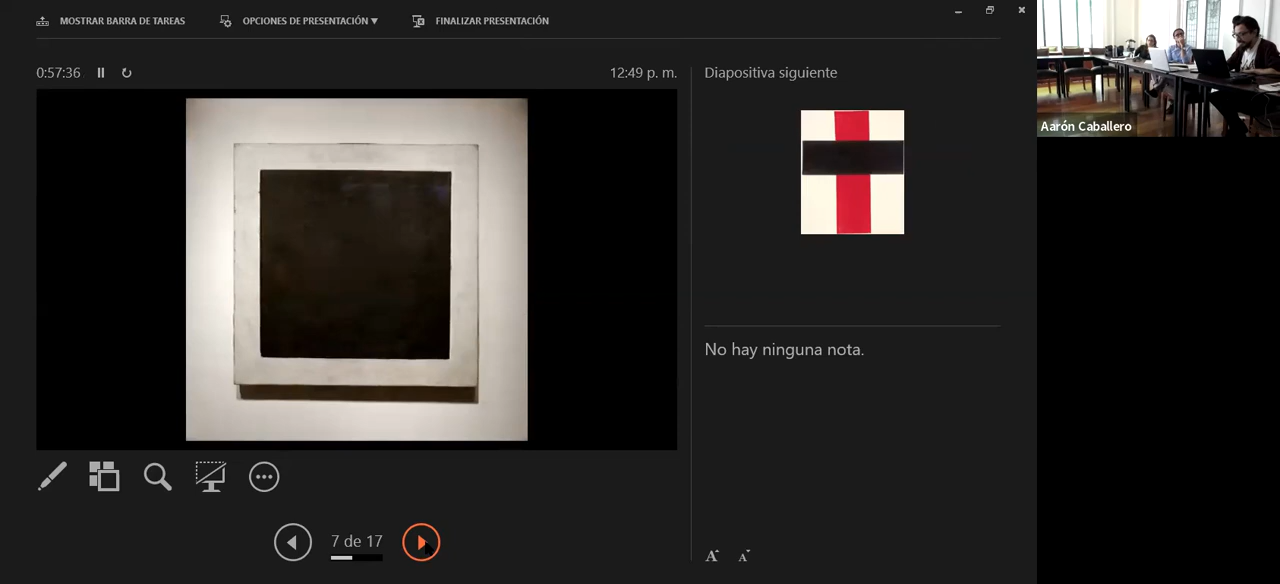 MOSTRAR BARRA DE TAREAS
OPCIONES DE PRESENTACIÓN ▼
FINALIZAR PRESENTACIÓN
0:57:36
12:49 p. m.
Diapositiva siguiente
Aarón Caballero
No hay ninguna nota.
7 de 17
A A